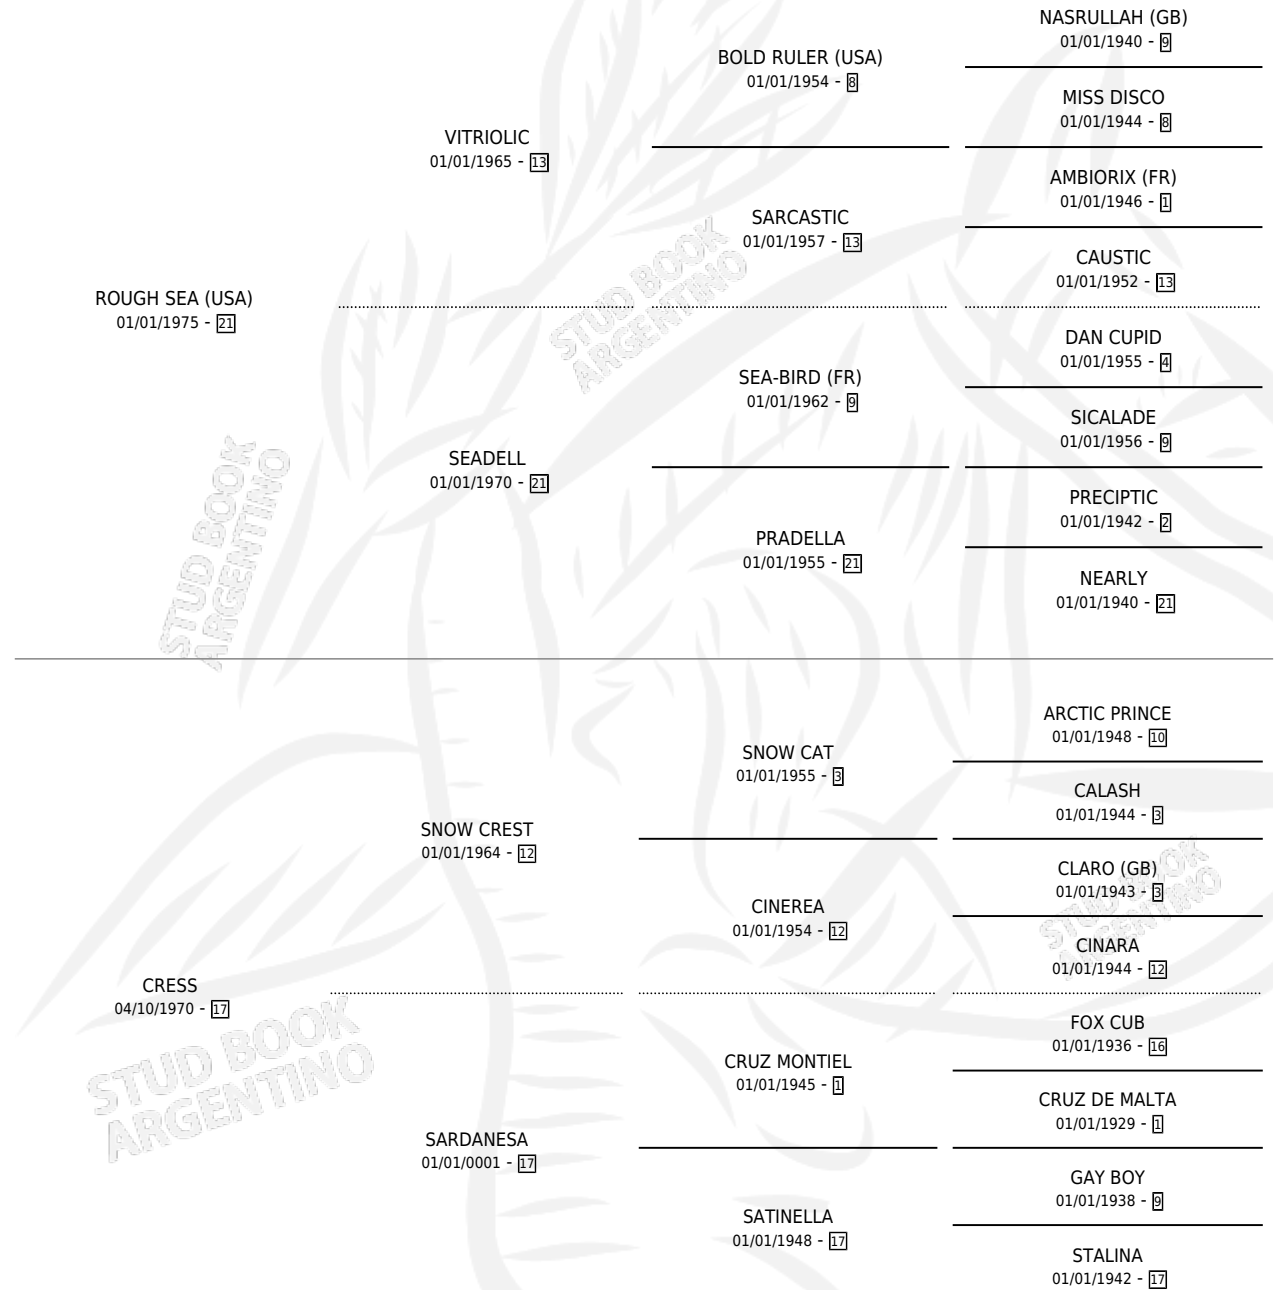 NASRULLAH (GB)
01/01/1940 - 9
BOLD RULER (USA)
01/01/1954 - 8
MISS DISCO
01/01/1944 - 8
VITRIOLIC
01/01/1965 - 13
AMBIORIX (FR)
01/01/1946 - 1
SARCASTIC
01/01/1957 - 13
CAUSTIC
01/01/1952 - 13
ROUGH SEA (USA)
01/01/1975 - 21
DAN CUPID
01/01/1955 - 4
SEA-BIRD (FR)
01/01/1962 - 9
SICALADE
01/01/1956 - 9
SEADELL
01/01/1970 - 21
PRECIPTIC
01/01/1942 - 2
PRADELLA
01/01/1955 - 21
NEARLY
01/01/1940 - 21
ARCTIC PRINCE
01/01/1948 - 10
SNOW CAT
01/01/1955 - 3
CALASH
01/01/1944 - 3
SNOW CREST
01/01/1964 - 12
CLARO (GB)
01/01/1943 - 3
CINEREA
01/01/1954 - 12
CINARA
01/01/1944 - 12
CRESS
04/10/1970 - 17
FOX CUB
01/01/1936 - 16
CRUZ MONTIEL
01/01/1945 - 1
CRUZ DE MALTA
01/01/1929 - 1
SARDANESA
01/01/0001 - 17
GAY BOY
01/01/1938 - 9
SATINELLA
01/01/1948 - 17
STALINA
01/01/1942 - 17
STUD BOOK
ARGENTINO
STUD BOOK
ARGENTINO
STUD BOOK
ARGENTINO
STUD BOOK
ARGENTINO